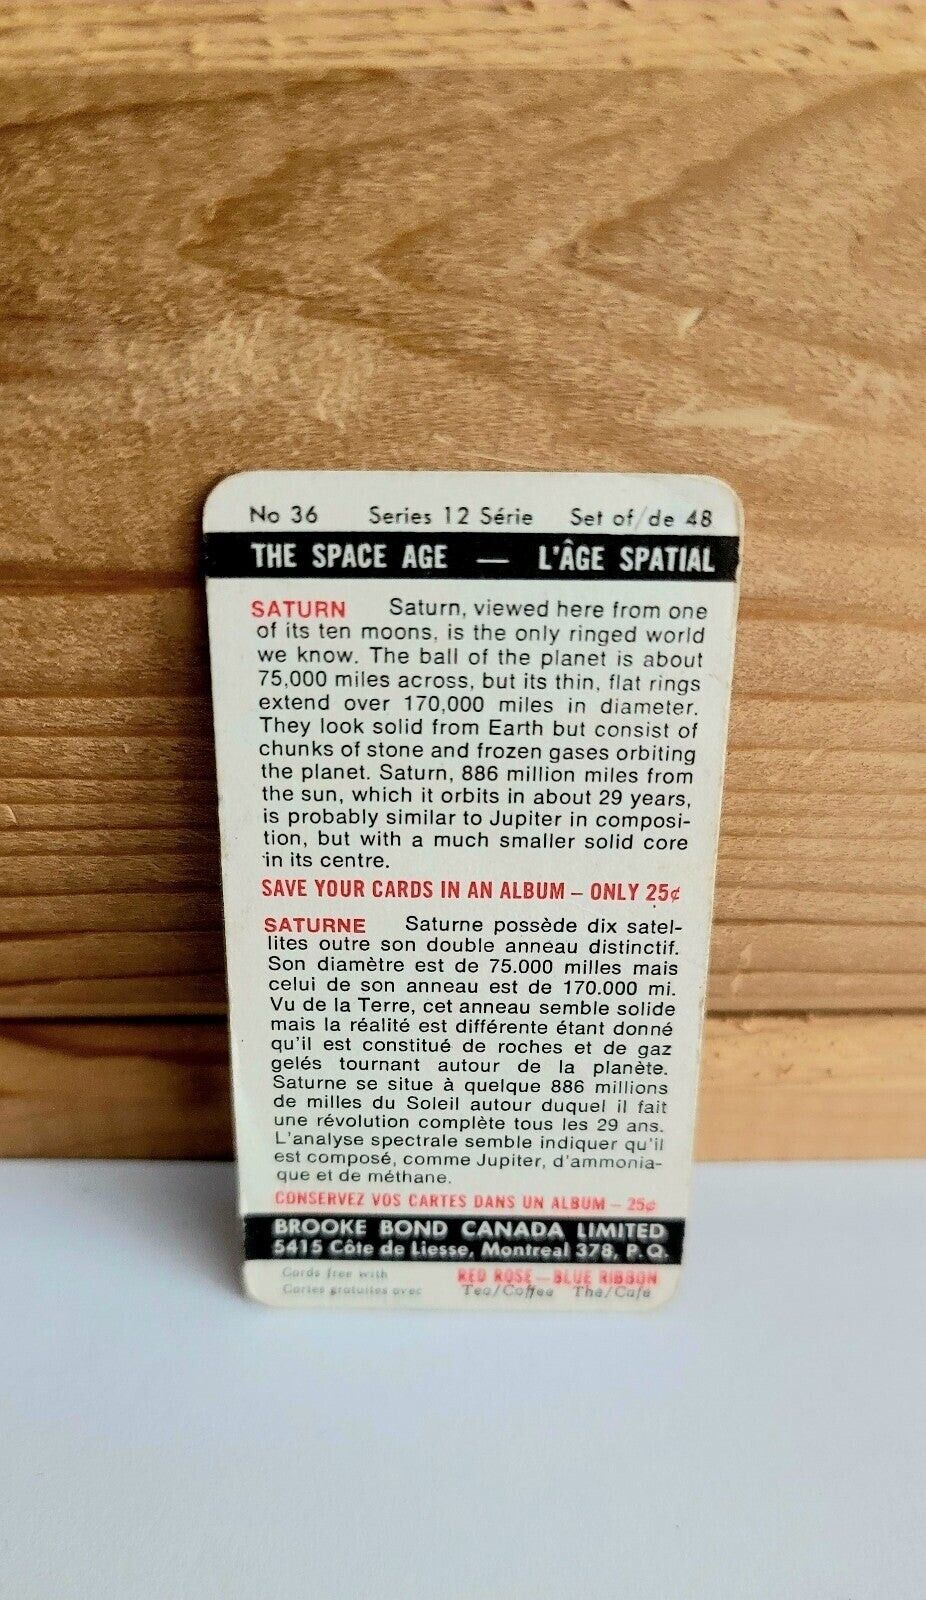 No 36 Series 12 Série Set of/de 48
THE SPACE AGE — L'ÂGE SPATIAL
SATURN Saturn, viewed here from one
of its ten moons, is the only ringed world
we know. The ball of the planet is about
75,000 miles across, but its thin, flat rings
extend over 170,000 miles in diameter.
They look solid from Earth but consist of
chunks of stone and frozen gases orbiting
the planet. Saturn, 886 million miles from
the sun, which it orbits in about 29 years,
is probably similar to Jupiter in composi-
tion, but with a much smaller solid core
in its centre.
SAVE YOUR CARDS IN AN ALBUM – ONLY 25¢
SATURNE Saturne possède dix satel-
lites outre son double anneau distinctif.
Son diamètre est de 75.000 milles mais
celui de son anneau est de 170.000 mi.
Vu de la Terre, cet anneau semble solide
mais la réalité est différente étant donné
qu'il est constitué de roches et de gaz
gelés tournant autour de la planète.
Saturne se situe à quelque 886 millions
de milles du Soleil autour duquel il fait
une révolution complète tous les 29 ans.
L'analyse spectrale semble indiquer qu'il
est composé, comme Jupiter, d'ammonia-
que et de méthane.
CONSERVEZ VOS CARTES DANS UN ALBUM – 25¢
BROOKE BOND CANADA LIMITED
5415 Côte de Liesse, Montreal 378, P. Q.
Cards free with RED ROSE – BLUE RIBBON
Cartes gratuites avec Tea/Coffee Thé/Café